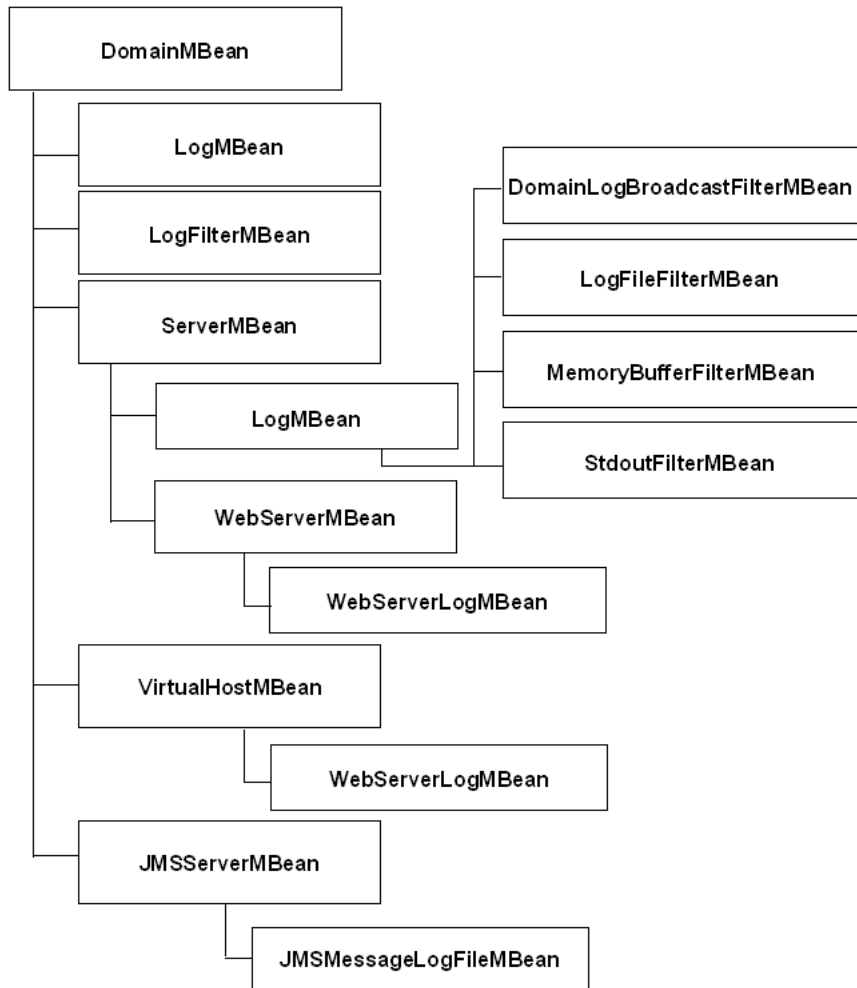 DomainMBean
LogMBean
LogFilterMBean
ServerMBean
LogMBean
DomainLogBroadcastFilterMBean
LogFileFilterMBean
MemoryBufferFilterMBean
StdoutFilterMBean
WebServerMBean
WebServerLogMBean
VirtualHostMBean
WebServerLogMBean
JMSServerMBean
JMSMessageLogFileMBean